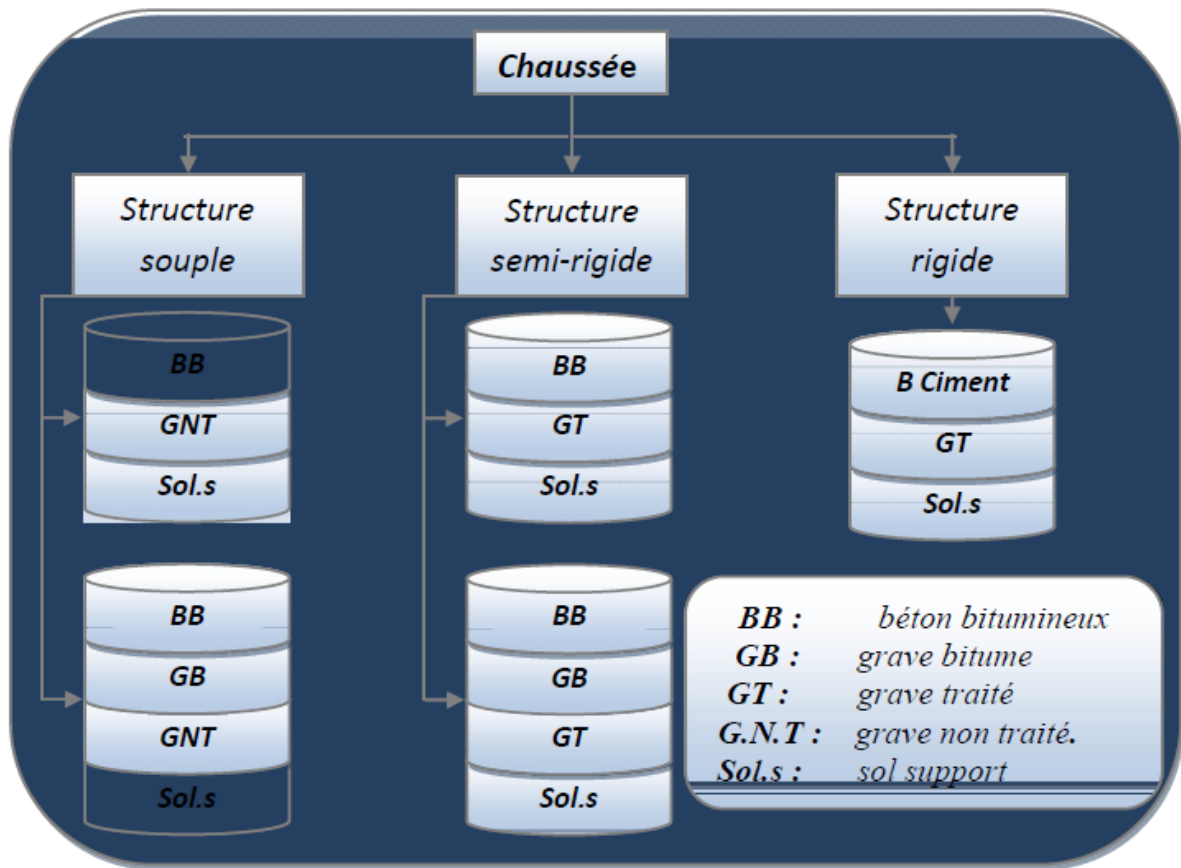 Chaussée
Structure
souple
Structure
semi-rigide
Structure
rigide
BB
GNT
Sol.s
BB
GB
GNT
Sol.s
BB
GT
Sol.s
BB
GB
GT
Sol.s
B Ciment
GT
Sol.s
BB : béton bitumineux
GB : grave bitume
GT : grave traité
G.N.T : grave non traité.
Sol.s : sol support